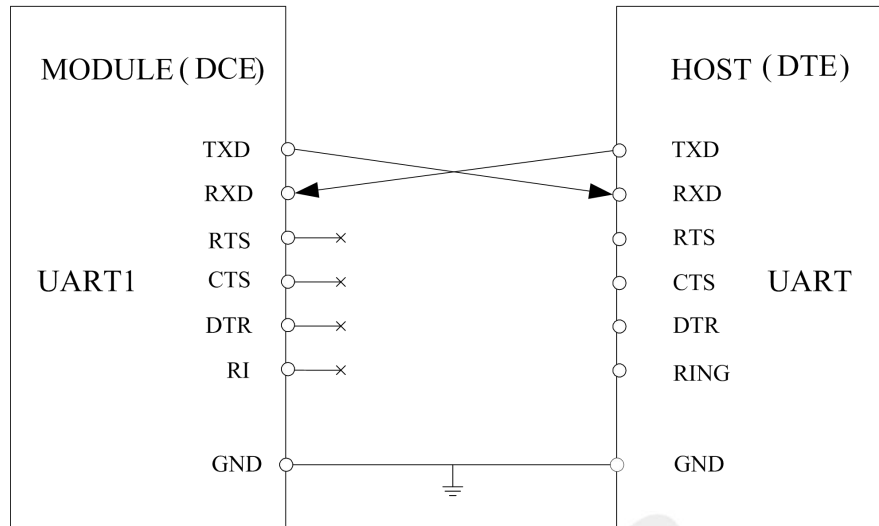 MODULE ( DCE)
HOST (DTE)
TXD TXD
RXD RXD
RTS RTS
UART1 CTS CTS UART
DTR DTR
RI RING
GND GND